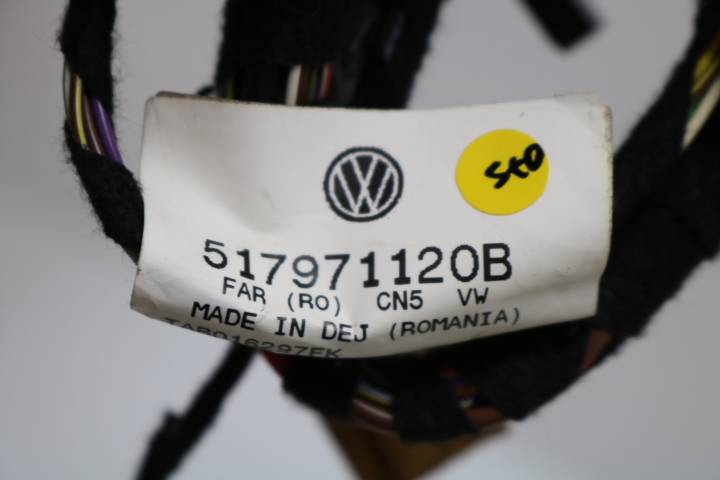 Sto
517971120B
FAR (RO) CN5 VW
MADE IN DEJ (ROMANIA)